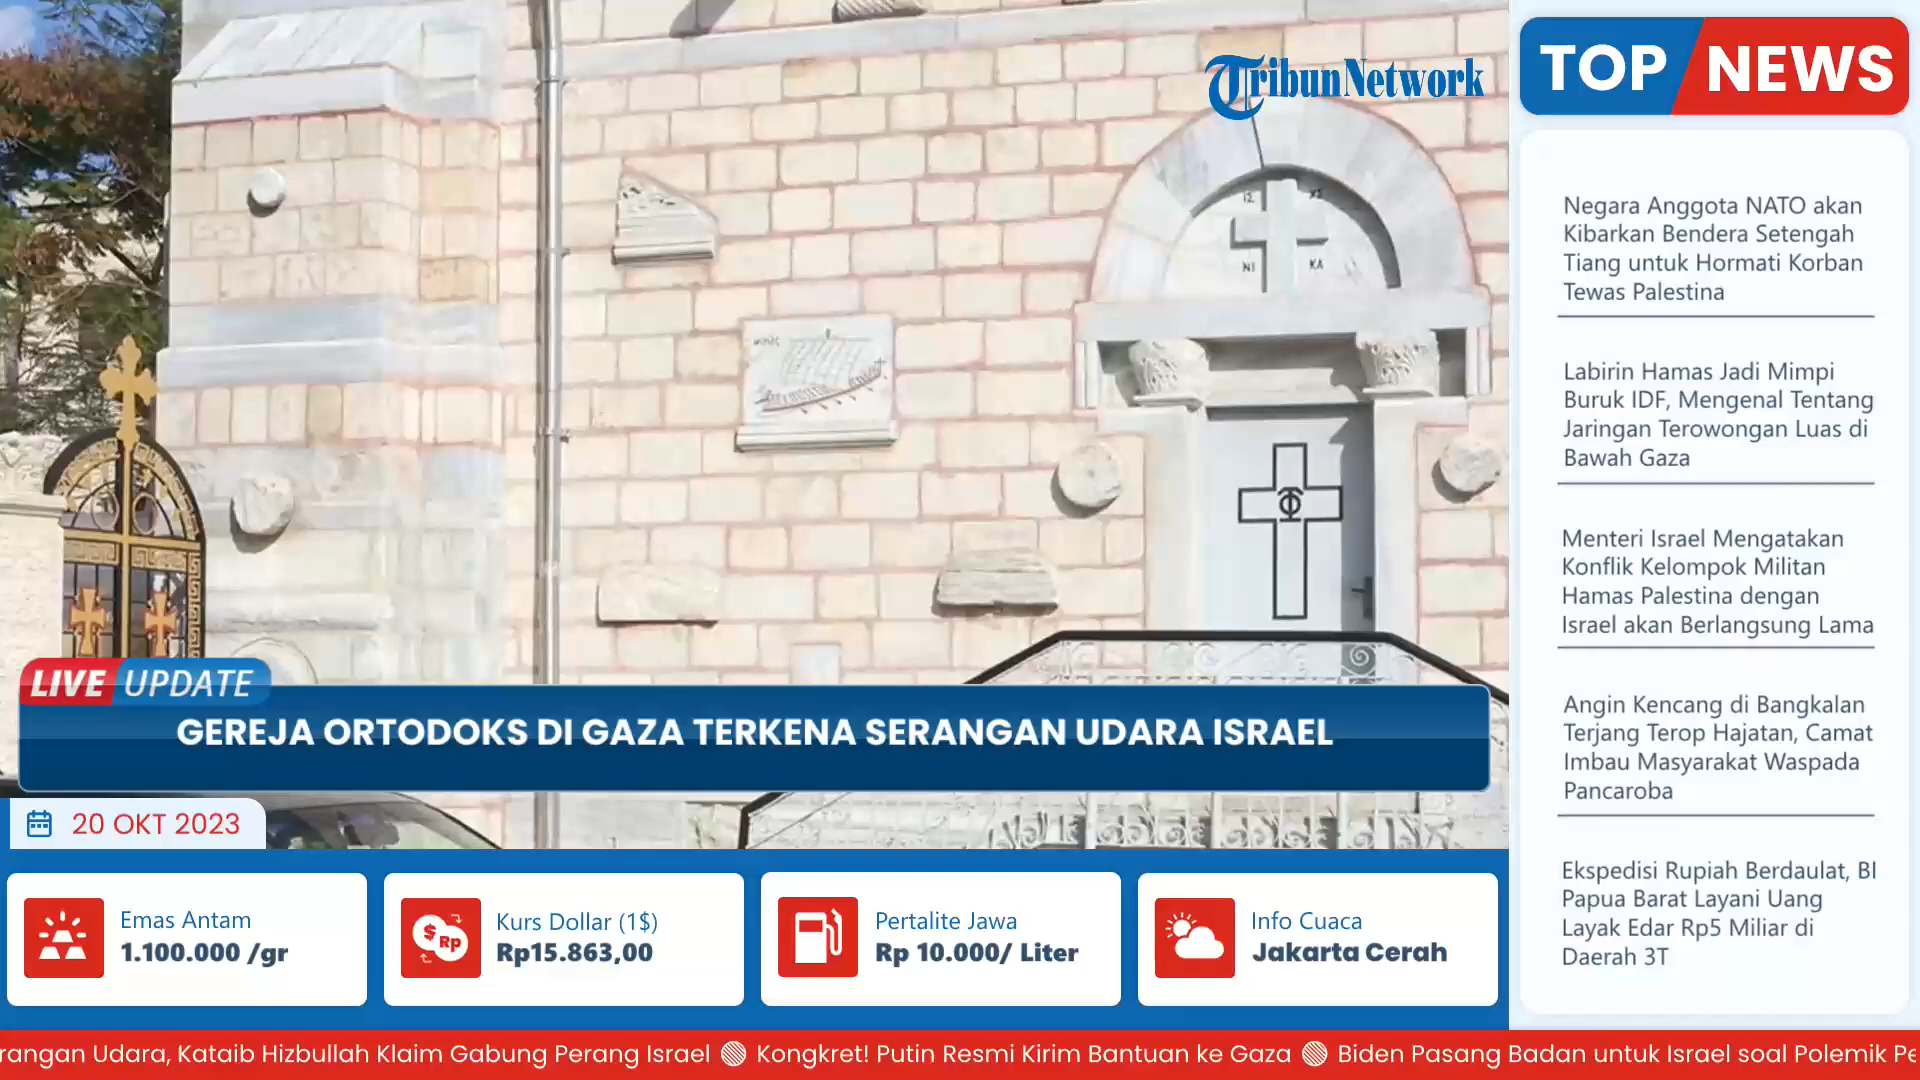 TribunNetwork
TOP NEWS
IΣ XΣ
NI KA
Negara Anggota NATO akan
Kibarkan Bendera Setengah
Tiang untuk Hormati Korban
Tewas Palestina
Labirin Hamas Jadi Mimpi
Buruk IDF, Mengenal Tentang
Jaringan Terowongan Luas di
Bawah Gaza
Menteri Israel Mengatakan
Konflik Kelompok Militan
Hamas Palestina dengan
Israel akan Berlangsung Lama
Angin Kencang di Bangkalan
Terjang Terop Hajatan, Camat
Imbau Masyarakat Waspada
Pancaroba
Ekspedisi Rupiah Berdaulat, BI
Papua Barat Layani Uang
Layak Edar Rp5 Miliar di
Daerah 3T
LIVE UPDATE
GEREJA ORTODOKS DI GAZA TERKENA SERANGAN UDARA ISRAEL
20 OKT 2023
Emas Antam
1.100.000 /gr
$ Rp
Kurs Dollar (1$)
Rp15.863,00
Pertalite Jawa
Rp 10.000/ Liter
Info Cuaca
Jakarta Cerah
rangan Udara, Kataib Hizbullah Klaim Gabung Perang Israel Kongkret! Putin Resmi Kirim Bantuan ke Gaza Biden Pasang Badan untuk Israel soal Polemik Pe